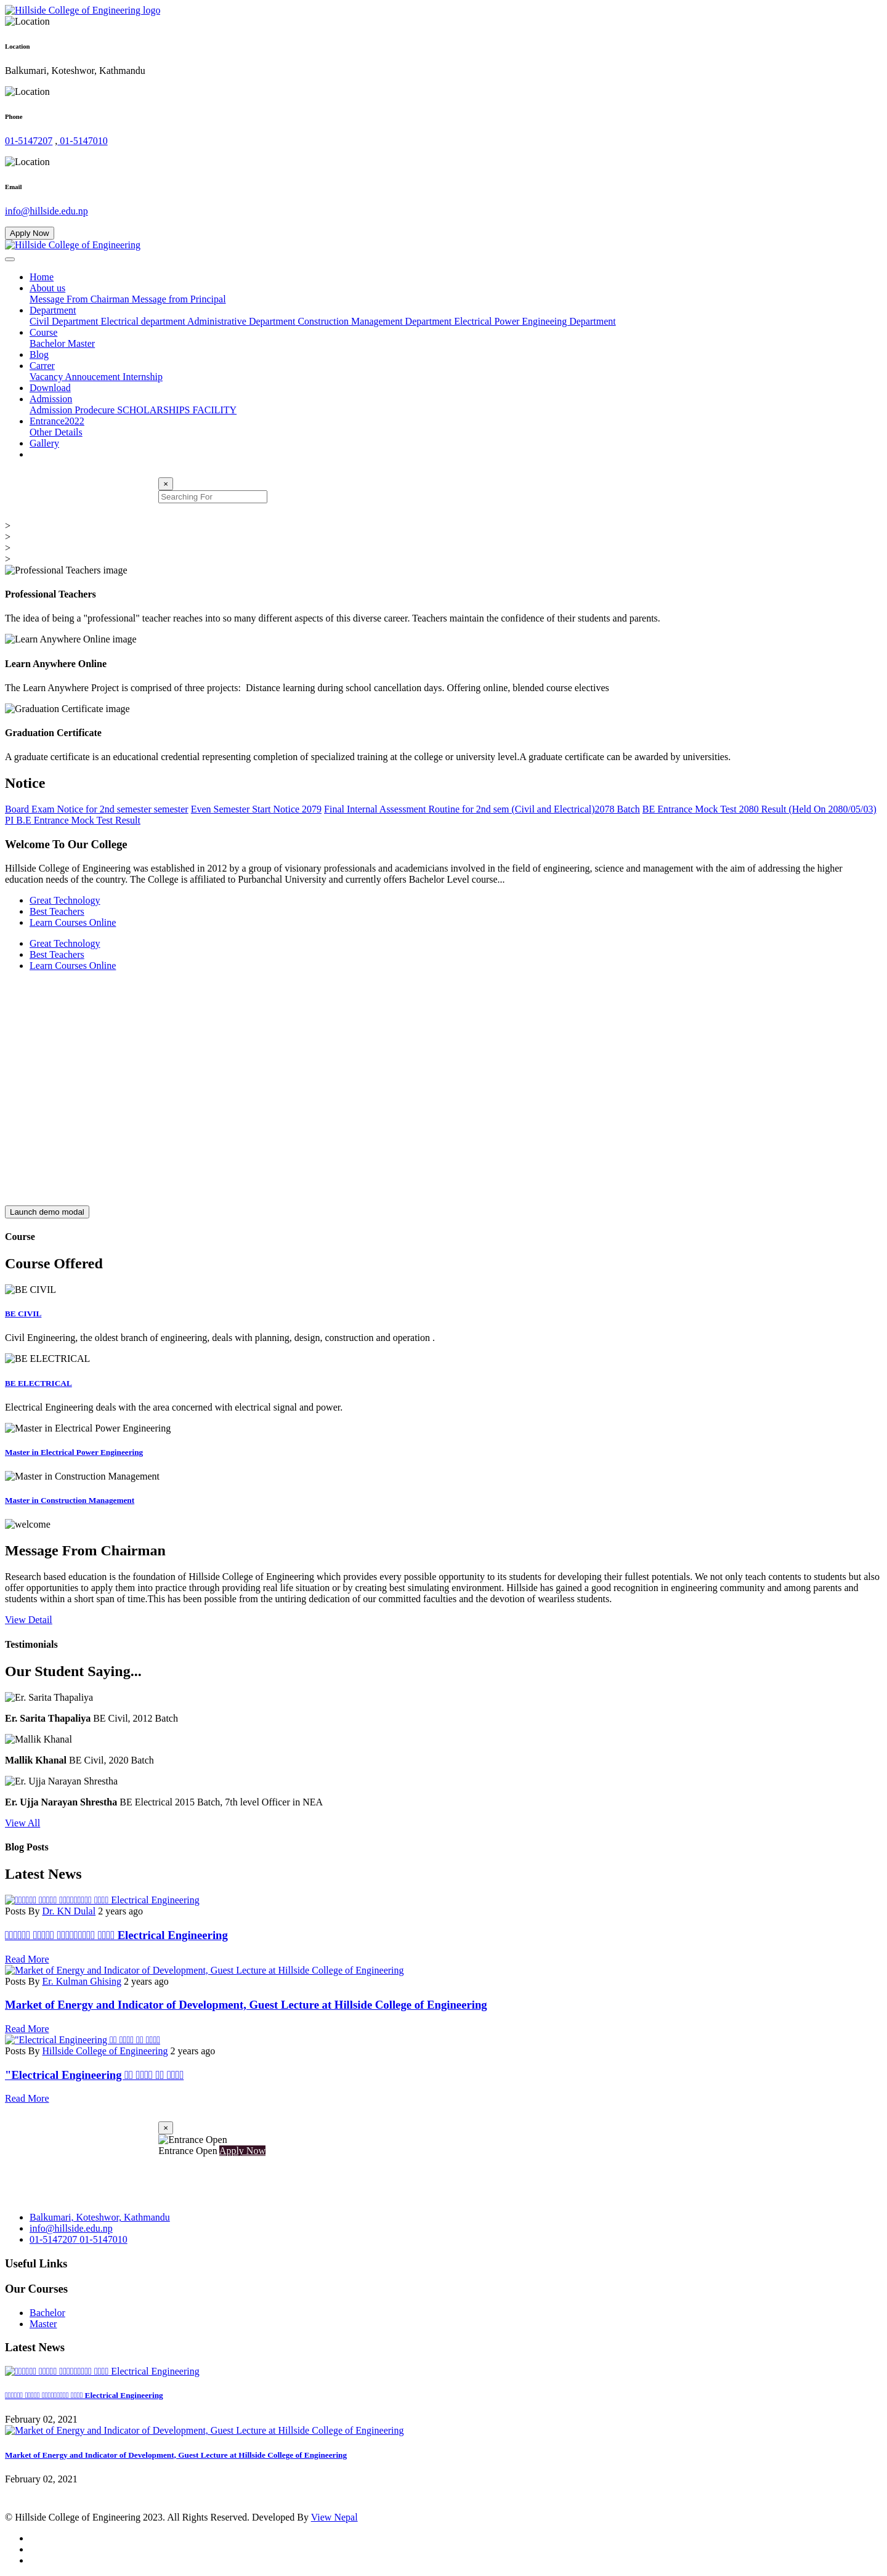 Hillside College of Engineering logo
Location
Location
Balkumari, Koteshwor, Kathmandu
Location
Phone
01-5147207 , 01-5147010
Location
Email
info@hillside.edu.np
Apply Now
Hillside College of Engineering
Home
About us
Message From Chairman Message from Principal
Department
Civil Department Electrical department Administrative Department Construction Management Department Electrical Power Engineeing Department
Course
Bachelor Master
Blog
Carrer
Vacancy Annoucement Internship
Download
Admission
Admission Prodecure SCHOLARSHIPS FACILITY
Entrance2022
Other Details
Gallery
×
Searching For
>
>
>
>
Professional Teachers image
Professional Teachers
The idea of being a "professional" teacher reaches into so many different aspects of this diverse career. Teachers maintain the confidence of their students and parents.
Learn Anywhere Online image
Learn Anywhere Online
The Learn Anywhere Project is comprised of three projects:  Distance learning during school cancellation days. Offering online, blended course electives
Graduation Certificate image
Graduation Certificate
A graduate certificate is an educational credential representing completion of specialized training at the college or university level.A graduate certificate can be awarded by universities.
Notice
Board Exam Notice for 2nd semester semester Even Semester Start Notice 2079 Final Internal Assessment Routine for 2nd sem (Civil and Electrical)2078 Batch BE Entrance Mock Test 2080 Result (Held On 2080/05/03)
PI B.E Entrance Mock Test Result
Welcome To Our College
Hillside College of Engineering was established in 2012 by a group of visionary professionals and academicians involved in the field of engineering, science and management with the aim of addressing the higher
education needs of the country. The College is affiliated to Purbanchal University and currently offers Bachelor Level course...
Great Technology
Best Teachers
Learn Courses Online
Great Technology
Best Teachers
Learn Courses Online
Launch demo modal
Course
Course Offered
BE CIVIL
BE CIVIL
Civil Engineering, the oldest branch of engineering, deals with planning, design, construction and operation .
BE ELECTRICAL
BE ELECTRICAL
Electrical Engineering deals with the area concerned with electrical signal and power.
Master in Electrical Power Engineering
Master in Electrical Power Engineering
Master in Construction Management
Master in Construction Management
welcome
Message From Chairman
Research based education is the foundation of Hillside College of Engineering which provides every possible opportunity to its students for developing their fullest potentials. We not only teach contents to students but also
offer opportunities to apply them into practice through providing real life situation or by creating best simulating environment. Hillside has gained a good recognition in engineering community and among parents and
students within a short span of time.This has been possible from the untiring dedication of our committed faculties and the devotion of weariless students.
View Detail
Testimonials
Our Student Saying...
Er. Sarita Thapaliya
Er. Sarita Thapaliya BE Civil, 2012 Batch
Mallik Khanal
Mallik Khanal BE Civil, 2020 Batch
Er. Ujja Narayan Shrestha
Er. Ujja Narayan Shrestha BE Electrical 2015 Batch, 7th level Officer in NEA
View All
Blog Posts
Latest News
Electrical Engineering
Posts By Dr. KN Dulal 2 years ago
Electrical Engineering
Read More
Market of Energy and Indicator of Development, Guest Lecture at Hillside College of Engineering
Posts By Er. Kulman Ghising 2 years ago
Market of Energy and Indicator of Development, Guest Lecture at Hillside College of Engineering
Read More
"Electrical Engineering
Posts By Hillside College of Engineering 2 years ago
"Electrical Engineering
Read More
×
Entrance Open
Entrance Open Apply Now
Balkumari, Koteshwor, Kathmandu
info@hillside.edu.np
01-5147207 01-5147010
Useful Links
Our Courses
Bachelor
Master
Latest News
Electrical Engineering
Electrical Engineering
February 02, 2021
Market of Energy and Indicator of Development, Guest Lecture at Hillside College of Engineering
Market of Energy and Indicator of Development, Guest Lecture at Hillside College of Engineering
February 02, 2021
© Hillside College of Engineering 2023. All Rights Reserved. Developed By View Nepal